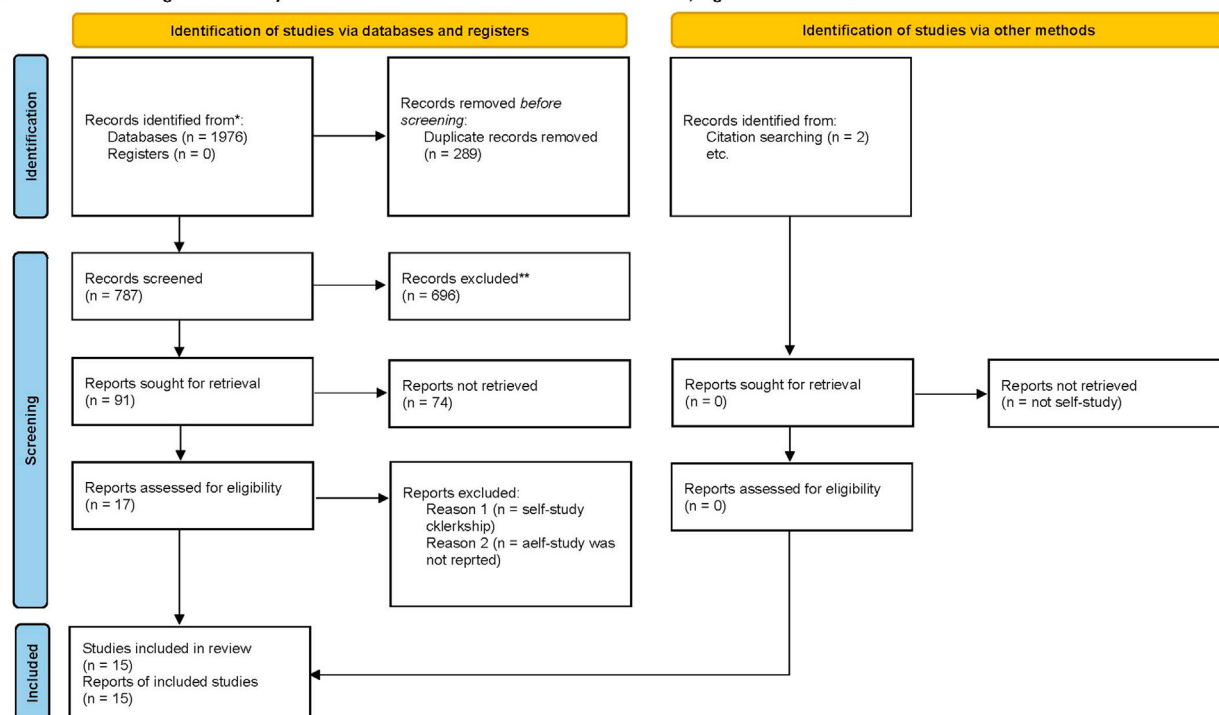 Identification of studies via databases and registers
Identification of studies via other methods
Identification
Records identified from*:
Databases (n = 1976)
Registers (n = 0)
Records removed before
screening:
Duplicate records removed
(n = 289)
Records identified from:
Citation searching (n = 2)
etc.
Screening
Records screened
(n = 787)
Records excluded**
(n = 696)
Reports sought for retrieval
(n = 91)
Reports not retrieved
(n = 74)
Reports sought for retrieval
(n = 0)
Reports not retrieved
(n = not self-study)
Reports assessed for eligibility
(n = 17)
Reports excluded:
Reason 1 (n = self-study
cklerkship)
Reason 2 (n = aelf-study was
not reprted)
Reports assessed for eligibility
(n = 0)
Included
Studies included in review
(n = 15)
Reports of included studies
(n = 15)